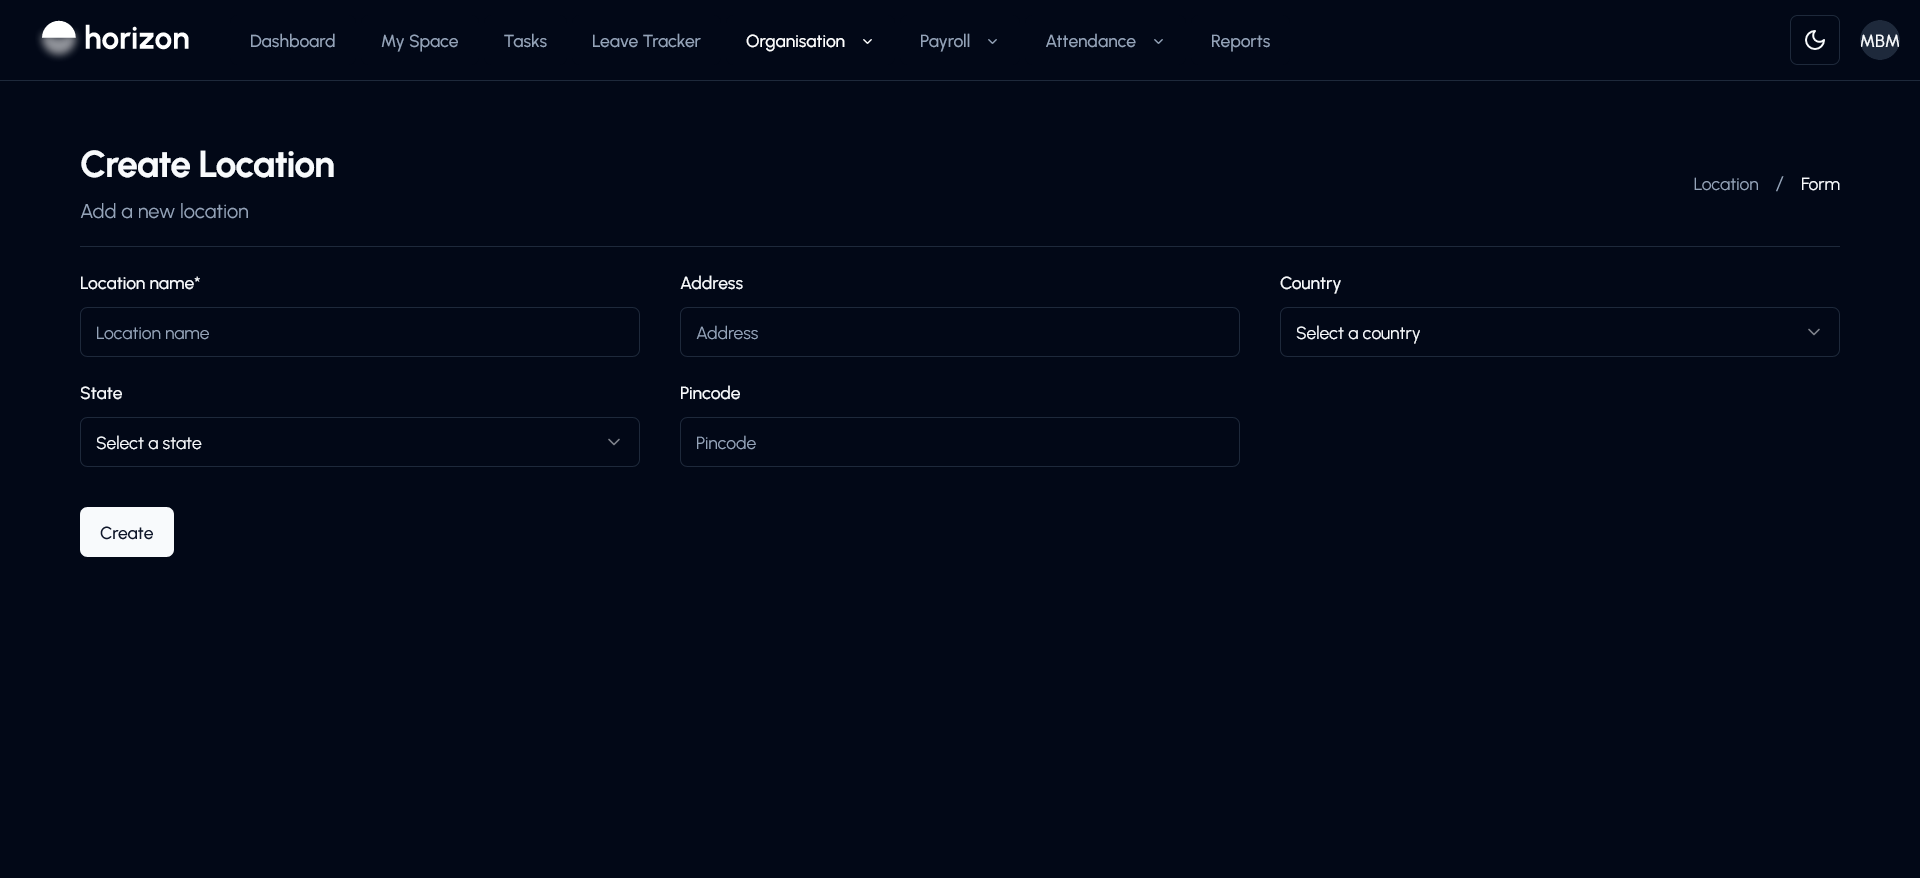 horizon
Dashboard
My Space
Tasks
Leave Tracker
Organisation
Payroll
Attendance
Reports
MBM
Create Location
Add a new location
Location / Form
Location name*
Location name
Address
Address
Country
Select a country
State
Select a state
Pincode
Pincode
Create